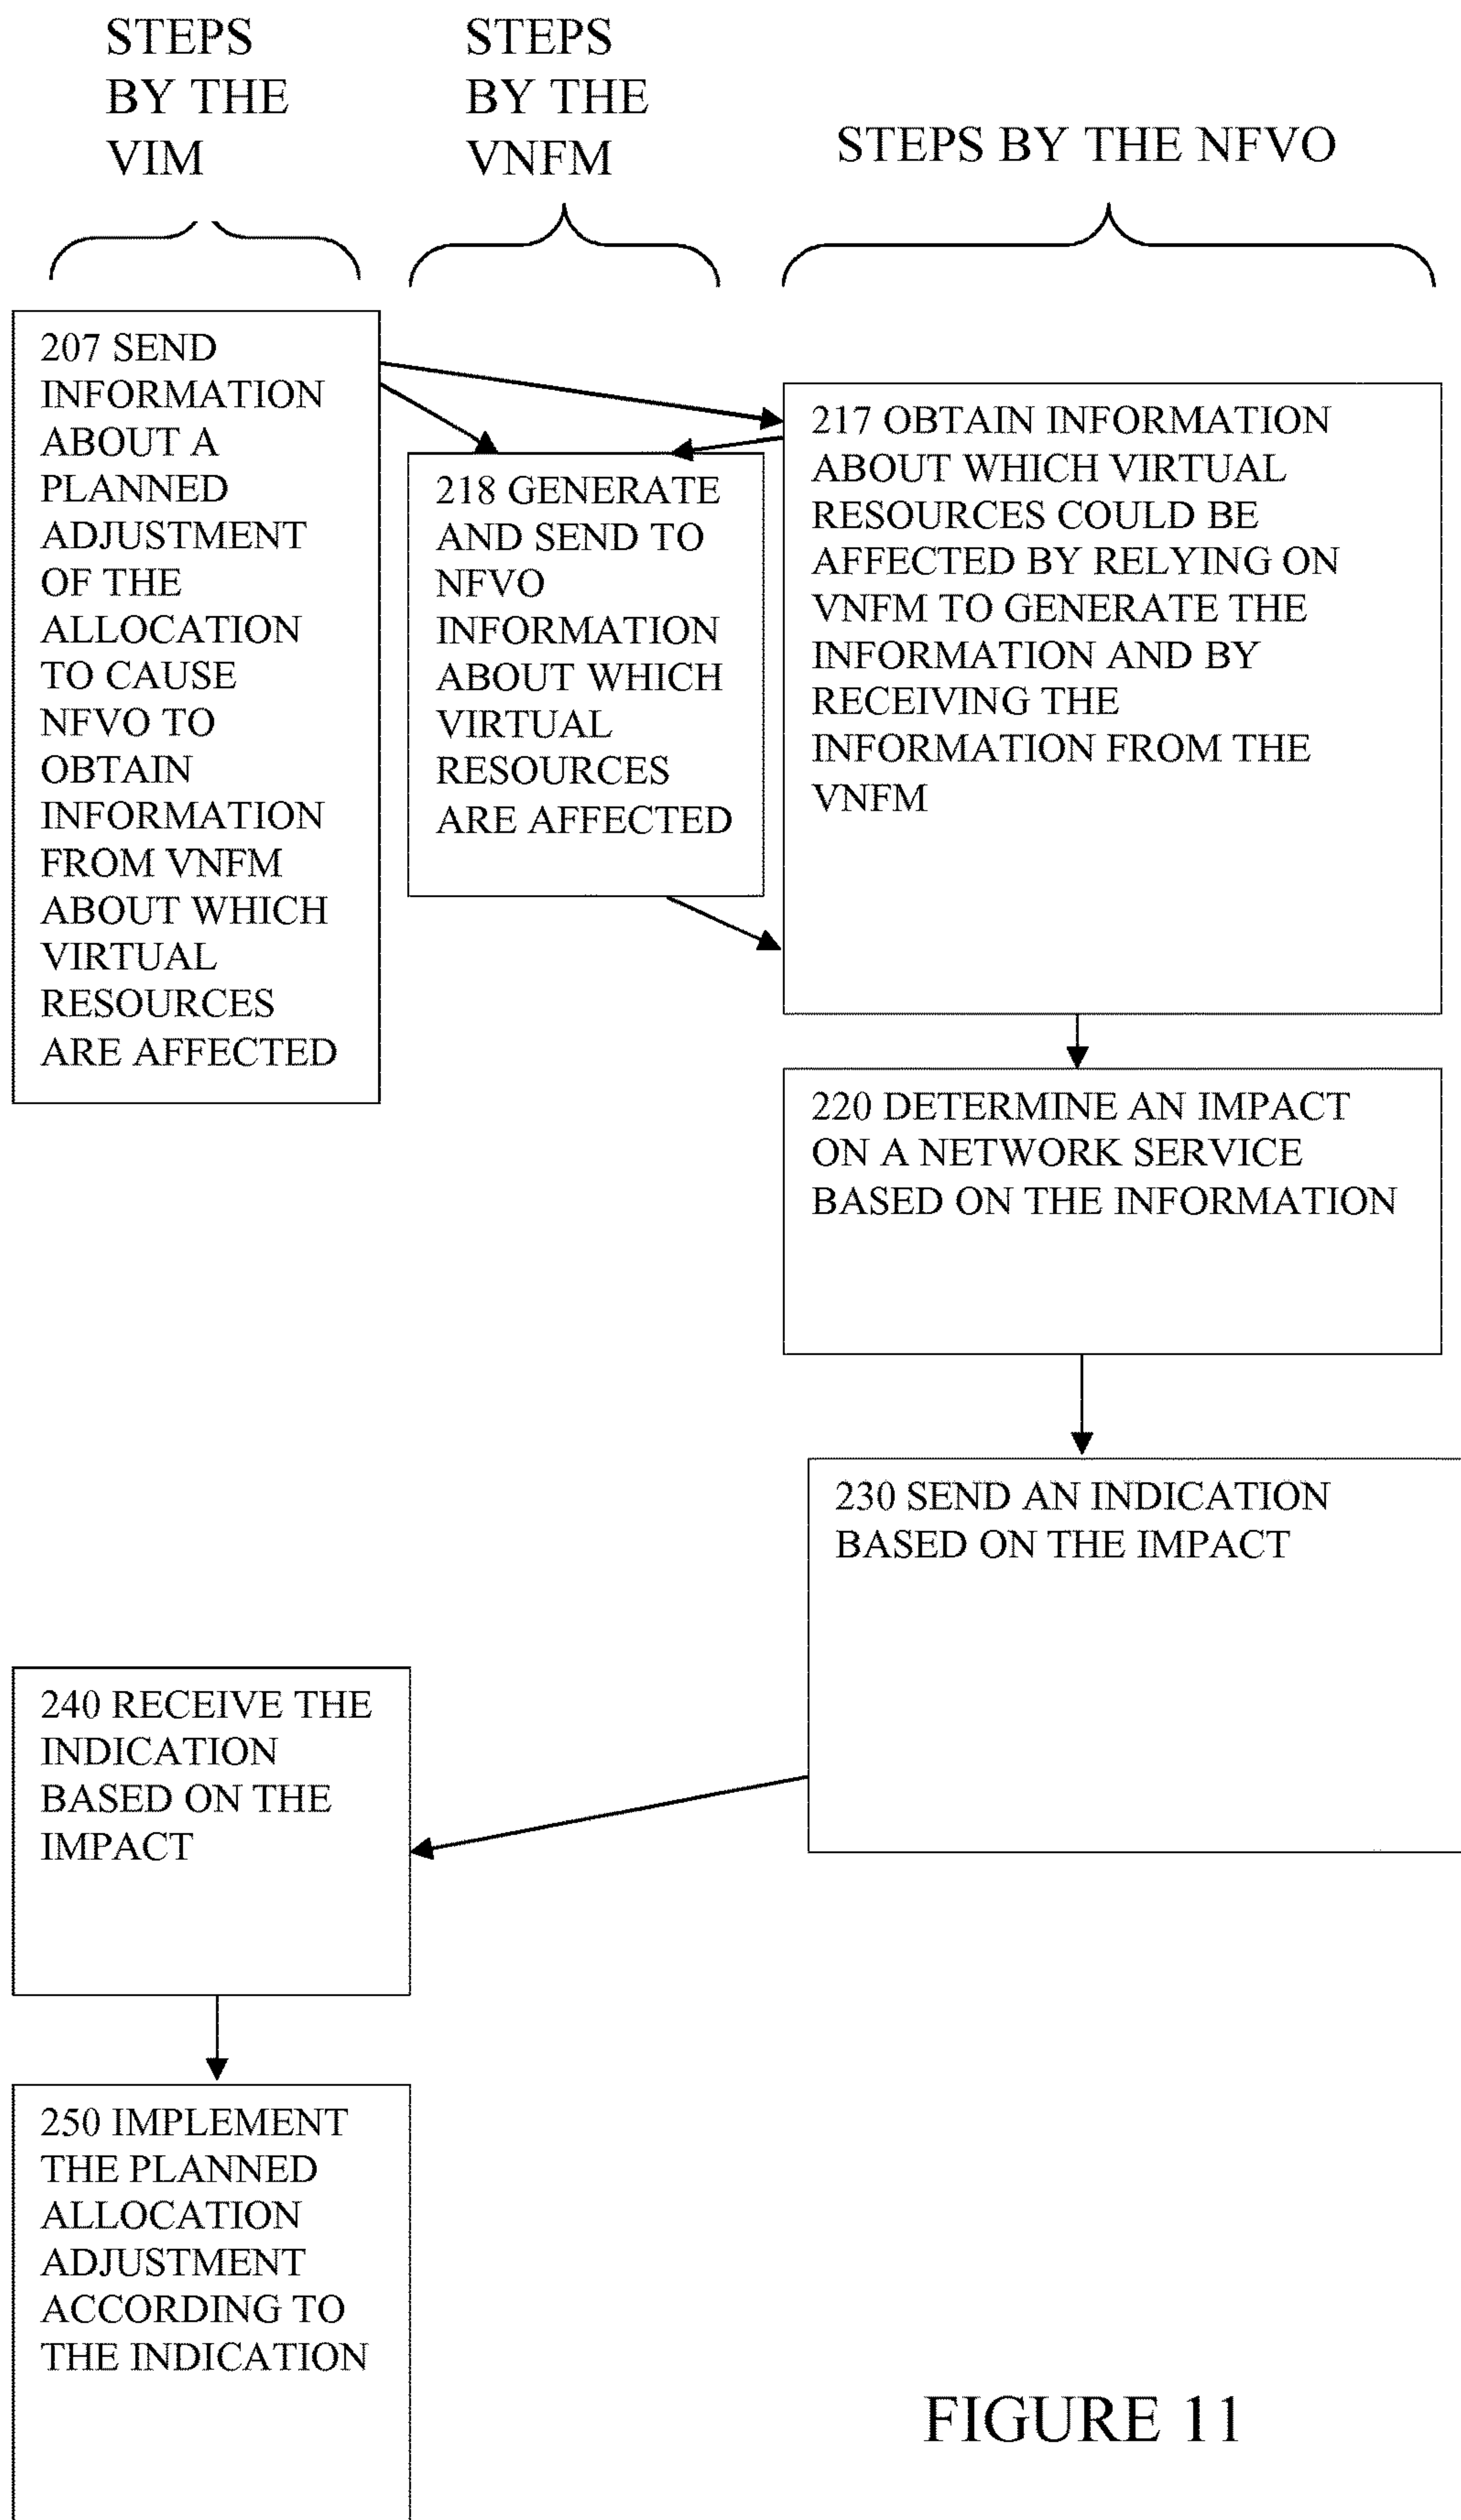 STEPS
BY THE
VIM
STEPS
BY THE
VNFM
STEPS BY THE NFVO
207 SEND
INFORMATION
ABOUT A
PLANNED
ADJUSTMENT
OF THE
ALLOCATION
TO CAUSE
NFVO TO
OBTAIN
INFORMATION
FROM VNFM
ABOUT WHICH
VIRTUAL
RESOURCES
ARE AFFECTED
218 GENERATE
AND SEND TO
NFVO
INFORMATION
ABOUT WHICH
VIRTUAL
RESOURCES
ARE AFFECTED
217 OBTAIN INFORMATION
ABOUT WHICH VIRTUAL
RESOURCES COULD BE
AFFECTED BY RELYING ON
VNFM TO GENERATE THE
INFORMATION AND BY
RECEIVING THE
INFORMATION FROM THE
VNFM
220 DETERMINE AN IMPACT
ON A NETWORK SERVICE
BASED ON THE INFORMATION
230 SEND AN INDICATION
BASED ON THE IMPACT
240 RECEIVE THE
INDICATION
BASED ON THE
IMPACT
250 IMPLEMENT
THE PLANNED
ALLOCATION
ADJUSTMENT
ACCORDING TO
THE INDICATION
FIGURE 11